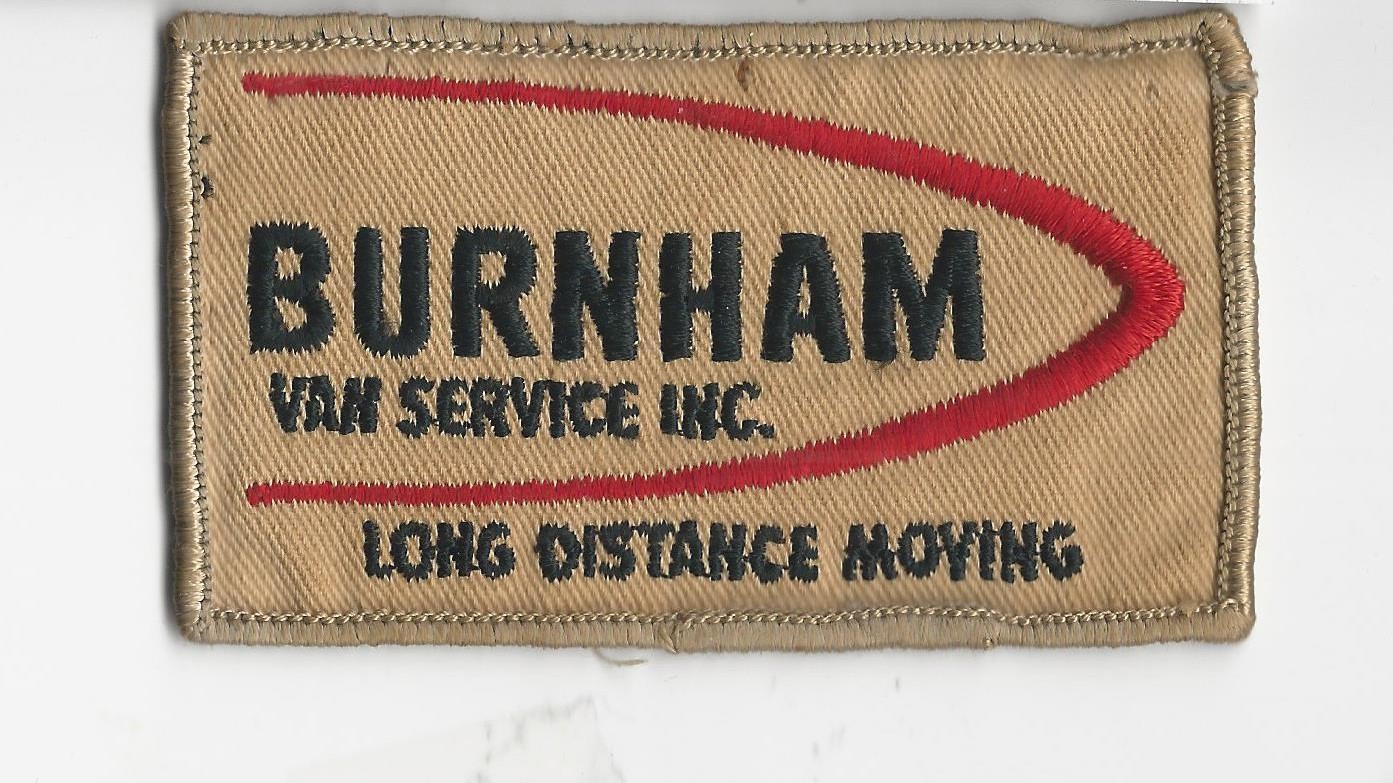 BURNHAM
VAN SERVICE INC.
LONG DISTANCE MOVING